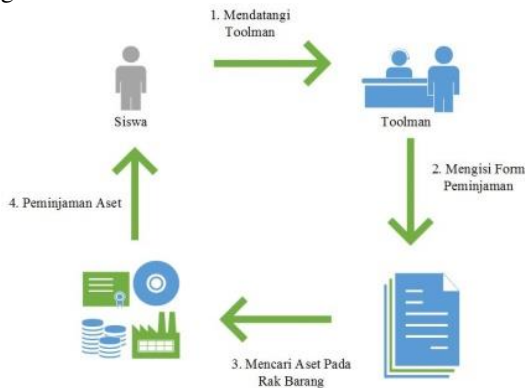 g
1. Mendatangi
Toolman
Siswa
Toolman
2. Mengisi Form
Peminjaman
4. Peminjaman Aset
3. Mencari Aset Pada
Rak Barang